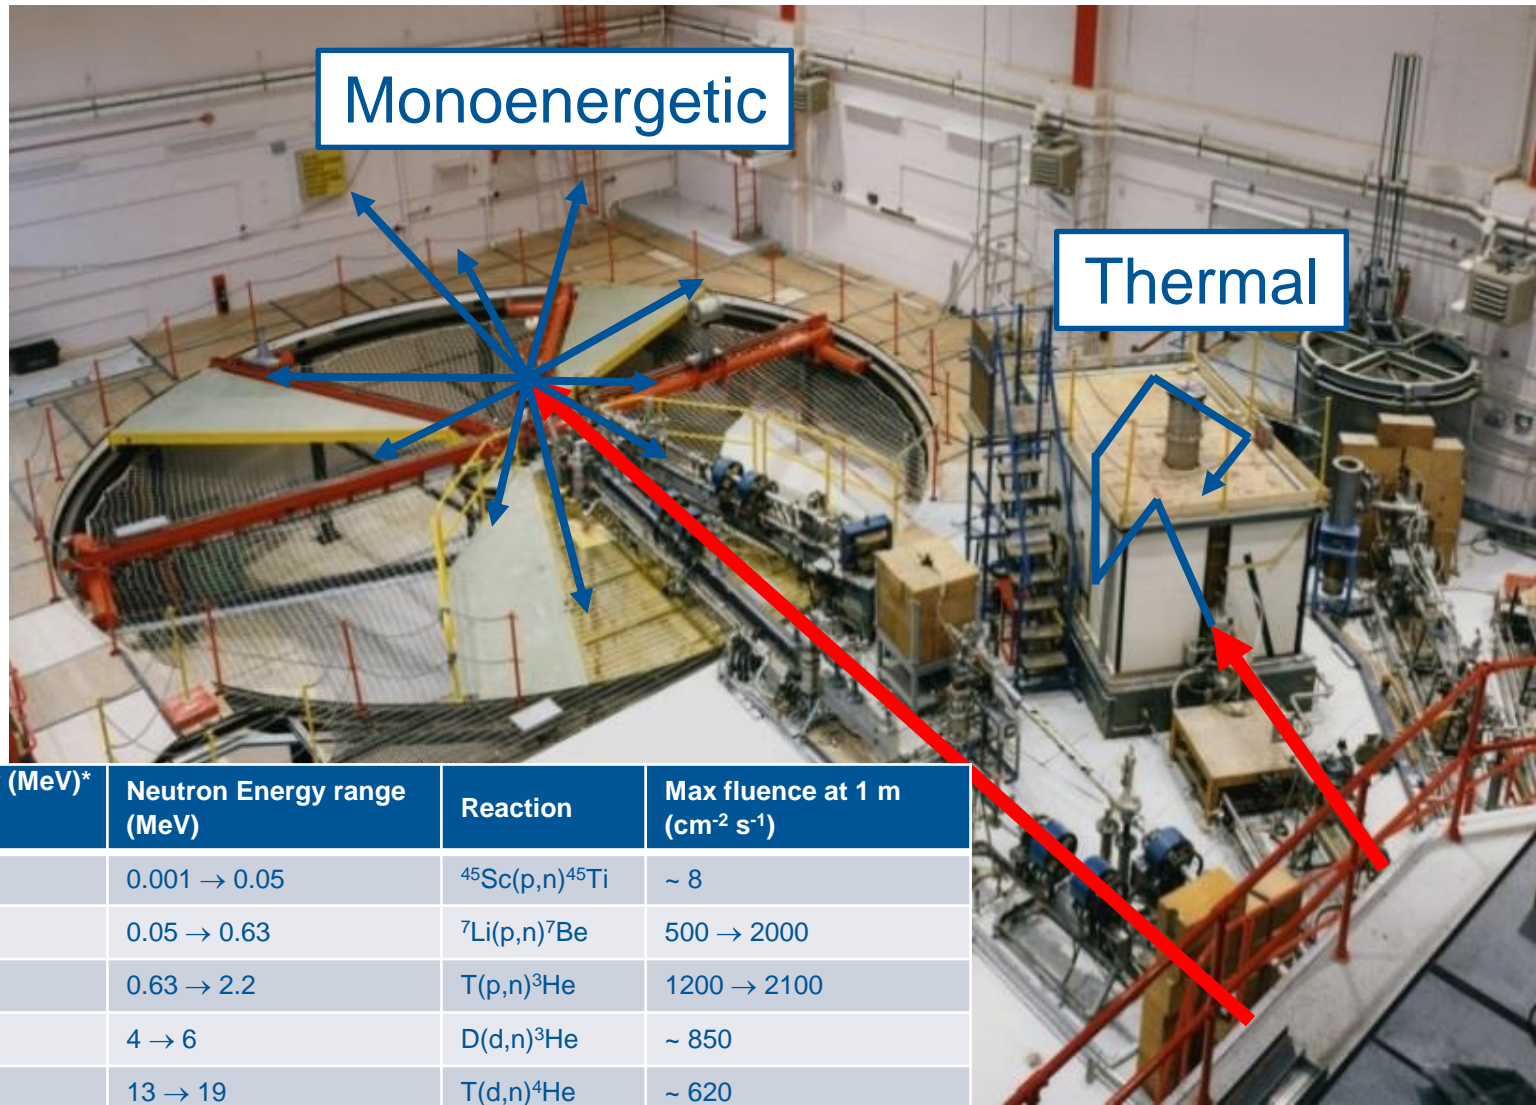 Monoenergetic
Thermal
(MeV)* Neutron Energy range (MeV) Reaction Max fluence at 1 m (cm⁻² s⁻¹)
0.001 → 0.05 ⁴⁵Sc(p,n)⁴⁵Ti ~ 8
0.05 → 0.63 ⁷Li(p,n)⁷Be 500 → 2000
0.63 → 2.2 T(p,n)³He 1200 → 2100
4 → 6 D(d,n)³He ~ 850
13 → 19 T(d,n)⁴He ~ 620